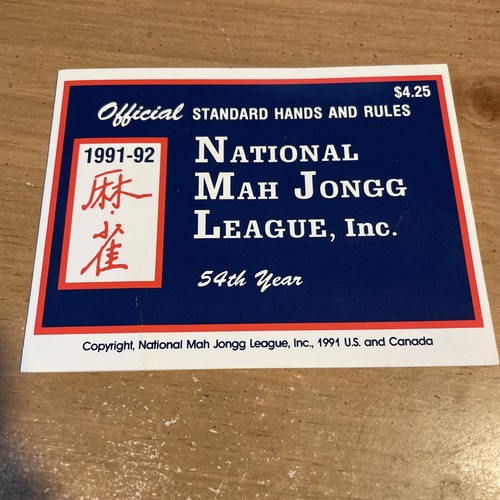 $4.25
Official STANDARD HANDS AND RULES
1991-92
麻·雀
NATIONAL
MAH JONGG
LEAGUE, Inc.
54th Year
Copyright, National Mah Jongg League, Inc., 1991 U.S. and Canada